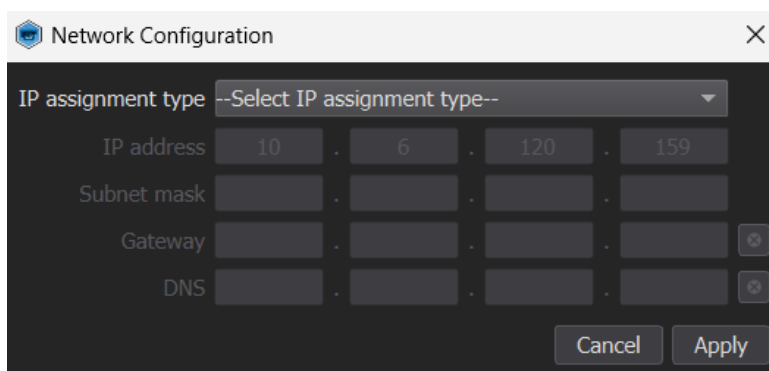 Network Configuration
IP assignment type --Select IP assignment type--
IP address 10 . 6 . 120 . 159
Subnet mask . . .
Gateway . . .
DNS . . .
Cancel Apply